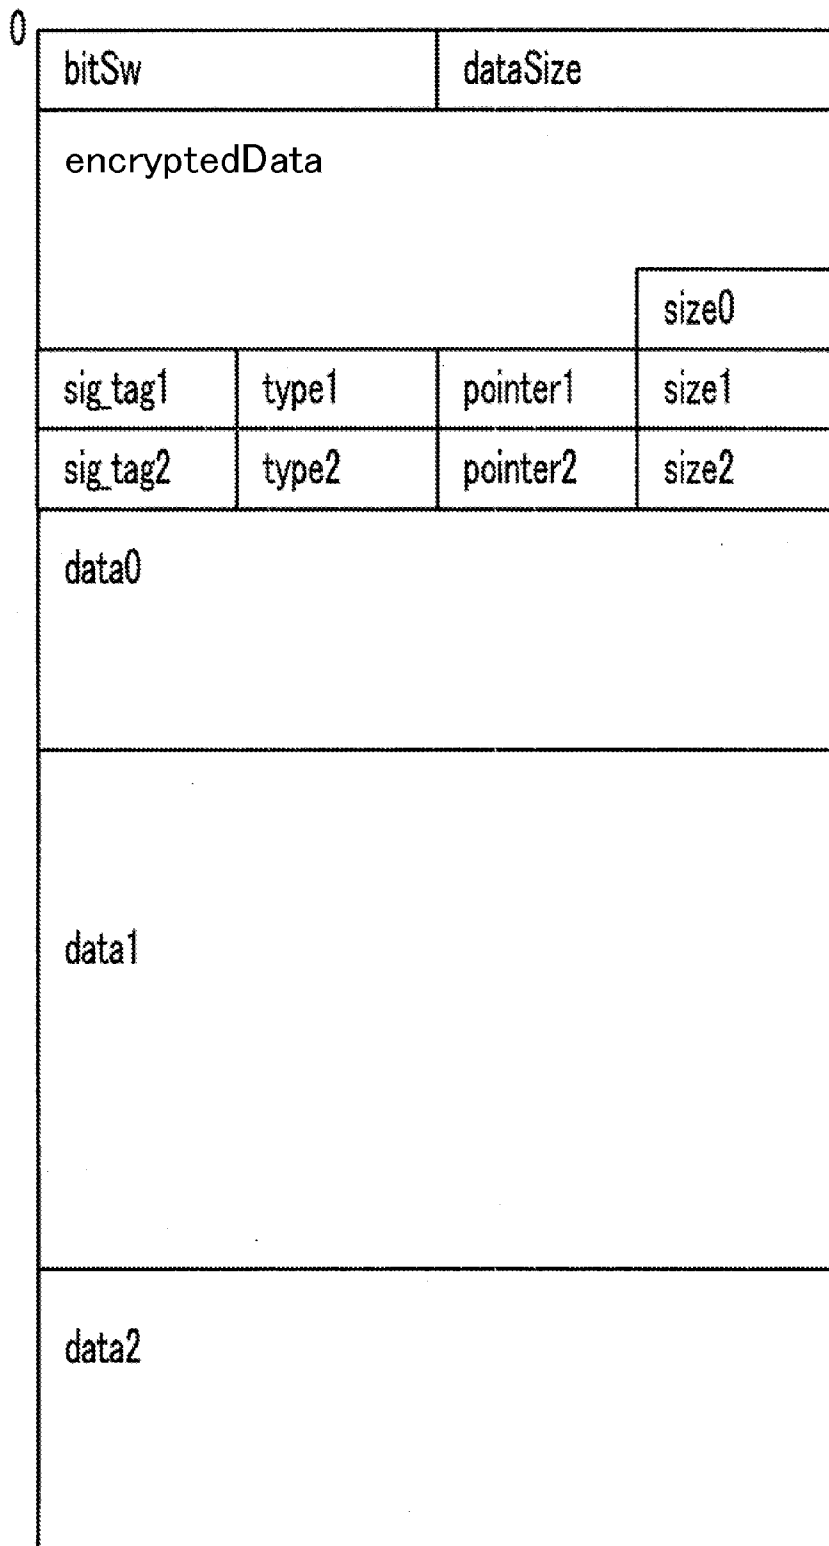 0
bitSw dataSize
encryptedData
size0
sig_tag1 type1 pointer1 size1
sig_tag2 type2 pointer2 size2
data0
data1
data2